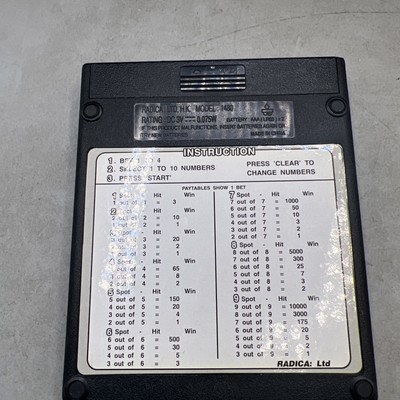 RADICA: LTD. H.K. MODEL: 1480
RATING: DC 3V 0.075W BATTERY: AAA (LR03) X 2
IF THIS PRODUCT MALFUNCTIONS, REINSERT BATTERIES AGAIN OR
TRY NEW BATTERIES. MADE IN CHINA
INSTRUCTION
1. BET 1 TO 4
2. SELECT 1 TO 10 NUMBERS
3. PRESS 'START'
PRESS 'CLEAR' TO
CHANGE NUMBERS
PAYTABLES SHOW 1 BET
1 Spot - Hit Win
1 out of 1 = 3
2 Spot - Hit Win
2 out of 2 = 10
1 out of 2 = 1
3 Spot - Hit Win
3 out of 3 = 20
2 out of 3 = 3
1 out of 3 = 1
4 Spot - Hit Win
4 out of 4 = 65
3 out of 4 = 8
2 out of 4 = 1
5 Spot - Hit Win
5 out of 5 = 150
4 out of 5 = 20
3 out of 5 = 4
2 out of 5 = 1
6 Spot - Hit Win
6 out of 6 = 500
5 out of 6 = 30
4 out of 6 = 5
3 out of 6 = 3
7 Spot - Hit Win
7 out of 7 = 1000
6 out of 7 = 50
5 out of 7 = 10
4 out of 7 = 3
3 out of 7 = 2
2 out of 7 = 1
8 Spot - Hit Win
8 out of 8 = 5000
7 out of 8 = 300
6 out of 8 = 25
5 out of 8 = 7
4 out of 8 = 3
3 out of 8 = 2
9 Spot - Hit Win
9 out of 9 = 10000
8 out of 9 = 3000
7 out of 9 = 175
6 out of 9 = 20
5 out of 9 = 5
4 out of 9 = 2
3 out of 9 = 1
RADICA: Ltd